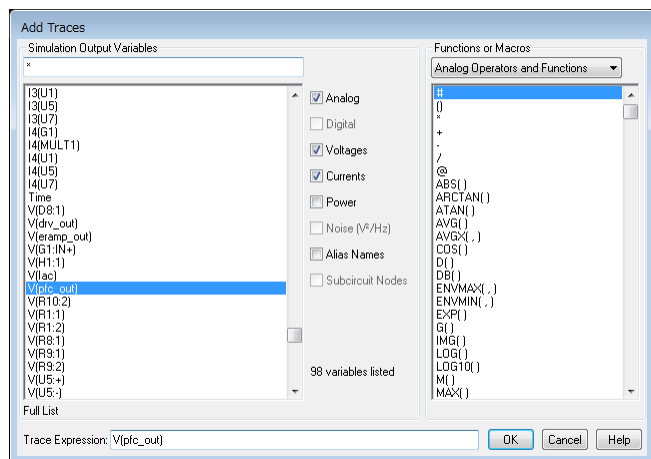 Add Traces
Simulation Output Variables
*
I3(U1)
I3(U5)
I3(U7)
I4(G1)
I4(MULT1)
I4(U1)
I4(U5)
I4(U7)
Time
V(D8:1)
V(drv_out)
V(eramp_out)
V(G1:IN+)
V(H1:1)
V(Iac)
V(pfc_out)
V(R10:2)
V(R1:1)
V(R1:2)
V(R8:1)
V(R9:1)
V(R9:2)
V(U5:+)
V(U5:-)
Full List
Analog
Digital
Voltages
Currents
Power
Noise (V²/Hz)
Alias Names
Subcircuit Nodes
98 variables listed
Functions or Macros
Analog Operators and Functions
#
()
*
+
-
/
@
ABS( )
ARCTAN( )
ATAN( )
AVG( )
AVGX( , )
COS( )
D( )
DB( )
ENVMAX( , )
ENVMIN( , )
EXP( )
G( )
IMG( )
LOG( )
LOG10( )
M( )
MAX( )
Trace Expression: V(pfc_out)
OK
Cancel
Help